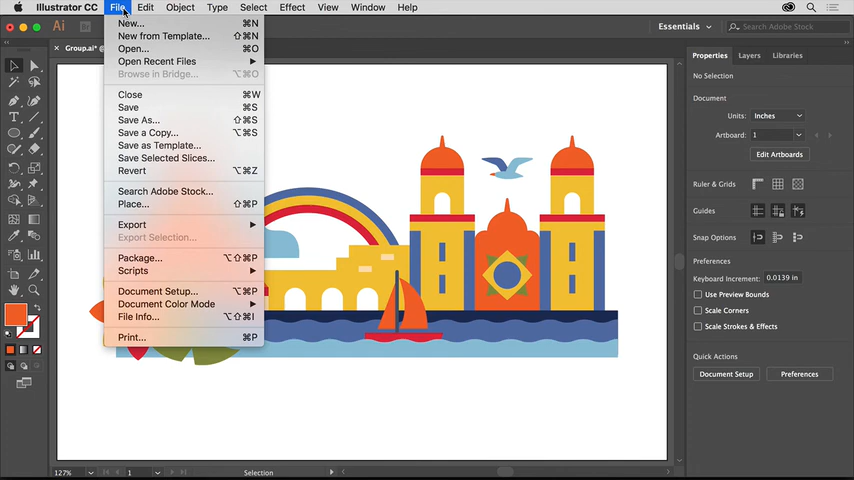 Illustrator CC File Edit Object Type Select Effect View Window Help
Ai Br Essentials Search Adobe Stock
Group.ai*
New... ⌘N
New from Template... ⇧⌘N
Open... ⌘O
Open Recent Files
Browse in Bridge... ⌥⌘O
Close ⌘W
Save ⌘S
Save As... ⇧⌘S
Save a Copy... ⌥⌘S
Save as Template...
Save Selected Slices...
Revert ⌥⌘Z
Search Adobe Stock...
Place... ⇧⌘P
Export
Export Selection...
Package... ⌥⇧⌘P
Scripts
Document Setup... ⌥⌘P
Document Color Mode
File Info... ⌥⇧⌘I
Print... ⌘P
Properties Layers Libraries
No Selection
Document
Units: Inches
Artboard: 1
Edit Artboards
Ruler & Grids
Guides
Snap Options
Preferences
Keyboard Increment: 0.0139 in
Use Preview Bounds
Scale Corners
Scale Strokes & Effects
Quick Actions
Document Setup Preferences
127% 1 Selection